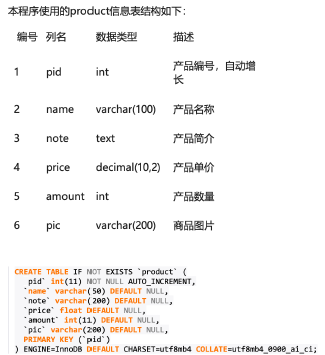 本程序使用的product信息表结构如下：
编号 列名 数据类型 描述
1 pid int 产品编号，自动增
长
2 name varchar(100) 产品名称
3 note text 产品简介
4 price decimal(10,2) 产品单价
5 amount int 产品数量
6 pic varchar(200) 商品图片
CREATE TABLE IF NOT EXISTS `product` (
`pid` int(11) NOT NULL AUTO_INCREMENT,
`name` varchar(50) DEFAULT NULL,
`note` varchar(200) DEFAULT NULL,
`price` float DEFAULT NULL,
`amount` int(11) DEFAULT NULL,
`pic` varchar(200) DEFAULT NULL,
PRIMARY KEY (`pid`)
) ENGINE=InnoDB DEFAULT CHARSET=utf8mb4 COLLATE=utf8mb4_0900_ai_ci;